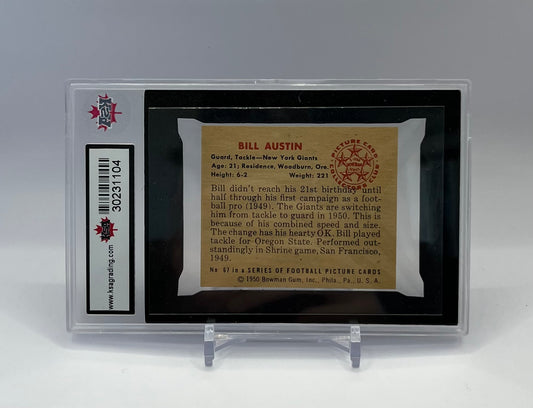 KSA
30231104
KSA
www.ksagrading.com
BILL AUSTIN
Guard, Tackle—New York Giants
Age: 21; Residence, Woodburn, Ore.
Height: 6-2 Weight: 221
PICTURE CARD
COLLECTORS CLUB
Bill didn't reach his 21st birthday until
half through his first campaign as a foot-
ball pro (1949). The Giants are switching
him from tackle to guard in 1950. This is
because of his combined speed and size.
The change has his hearty OK. Bill played
tackle for Oregon State. Performed out-
standingly in Shrine game, San Francisco,
1949.
No. 67 in a SERIES OF FOOTBALL PICTURE CARDS
© 1950 Bowman Gum, Inc., Phila., Pa., U. S. A.